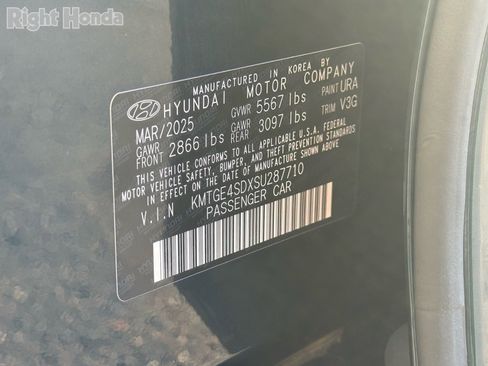 Right Honda
MANUFACTURED IN KOREA BY
HYUNDAI MOTOR COMPANY
MAR/2025 GVWR 5567 lbs PAINT URA
GAWR FRONT 2866 lbs GAWR REAR 3097 lbs TRIM V3G
THIS VEHICLE CONFORMS TO ALL APPLICABLE U.S.A. FEDERAL
MOTOR VEHICLE SAFETY, BUMPER, AND THEFT PREVENTION STANDARDS
IN EFFECT ON THE DATE OF MANUFACTURE SHOWN ABOVE.
V.I.N KMTGE4SDXSU287710
PASSENGER CAR